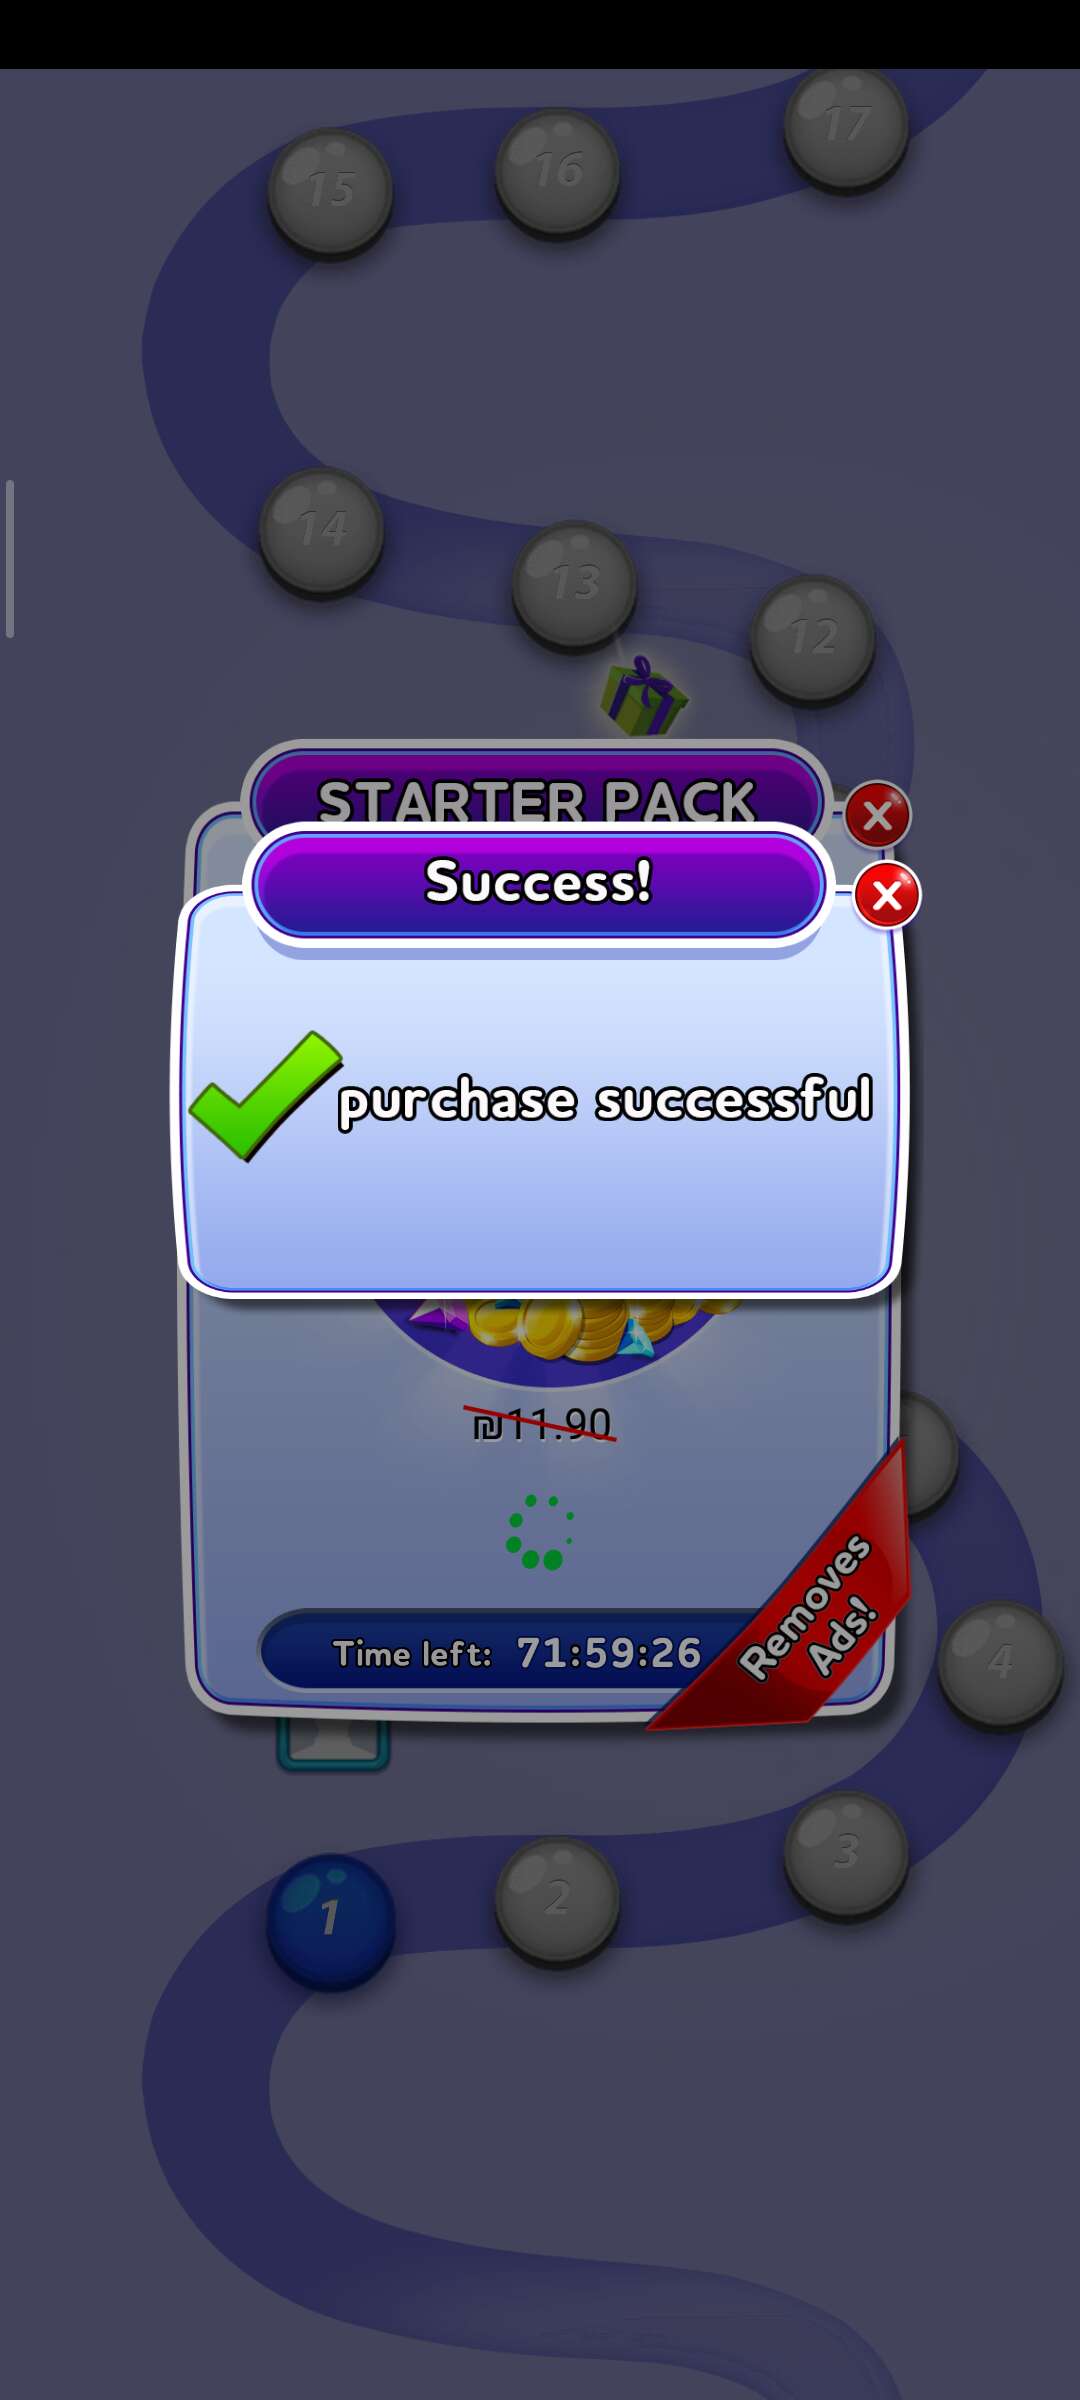 17
16
15
14
13
12
STARTER PACK
X
Success!
X
purchase successful
₪11.90
Removes
Ads!
Time left: 71:59:26
4
3
2
1